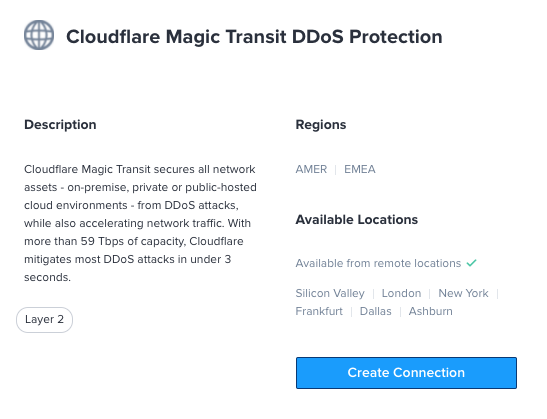 Cloudflare Magic Transit DDoS Protection
Description
Cloudflare Magic Transit secures all network
assets - on-premise, private or public-hosted
cloud environments - from DDoS attacks,
while also accelerating network traffic. With
more than 59 Tbps of capacity, Cloudflare
mitigates most DDoS attacks in under 3
seconds.
Layer 2
Regions
AMER | EMEA
Available Locations
Available from remote locations ✓
Silicon Valley | London | New York |
Frankfurt | Dallas | Ashburn
Create Connection